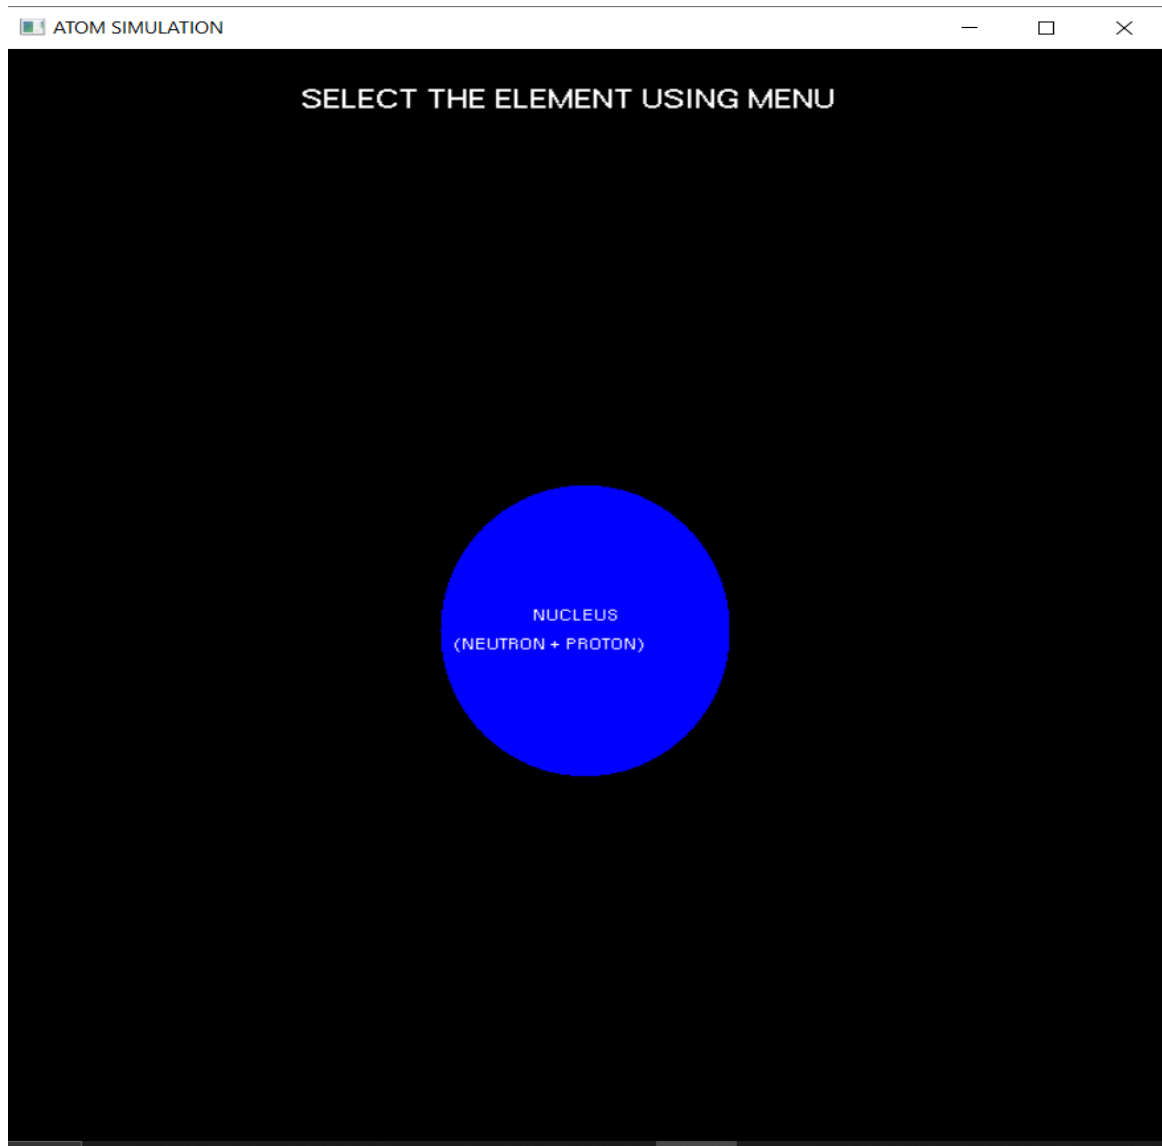 ATOM SIMULATION
SELECT THE ELEMENT USING MENU
NUCLEUS
(NEUTRON + PROTON)